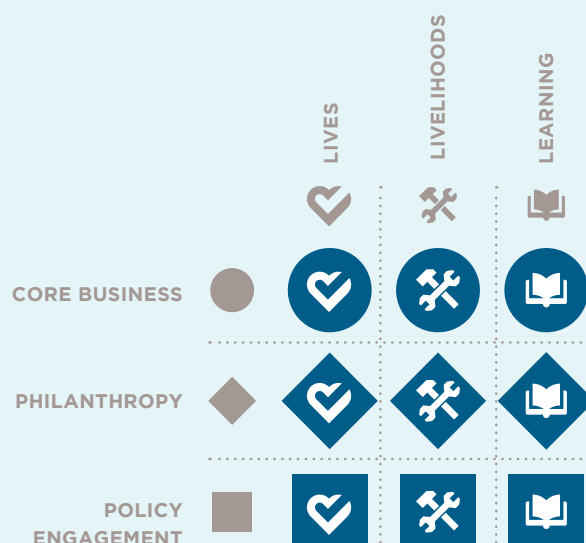 LIVES
LIVELIHOODS
LEARNING
CORE BUSINESS
PHILANTHROPY
POLICY
ENGAGEMENT